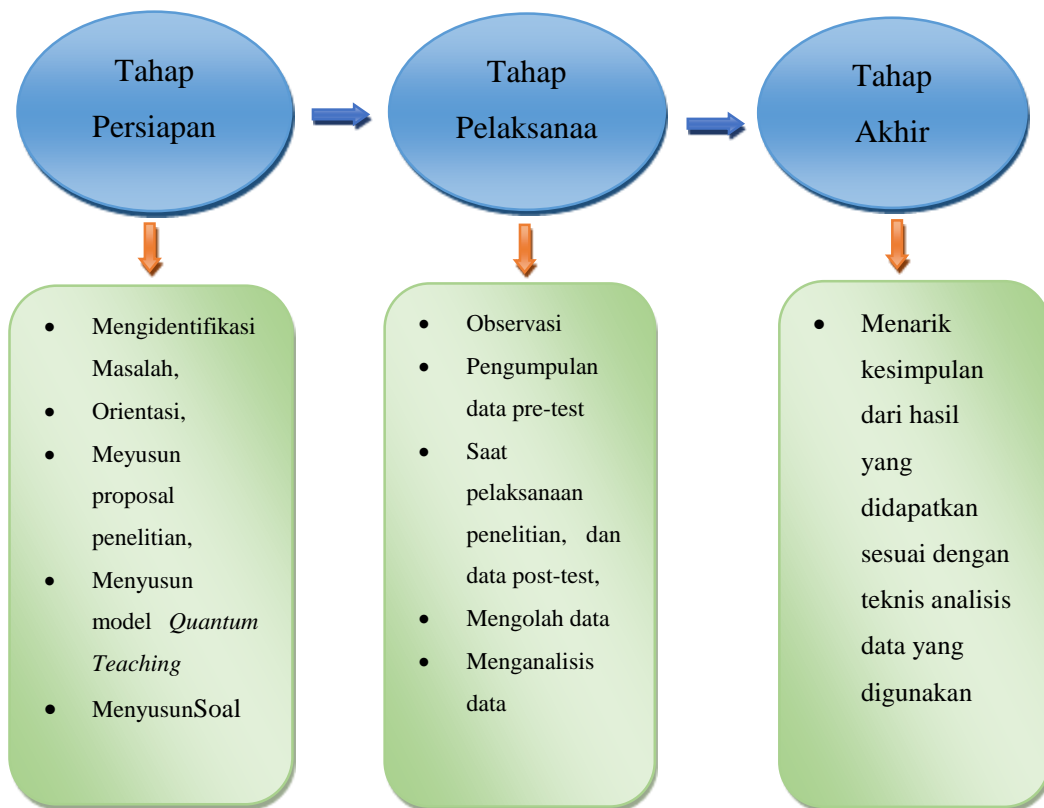 Tahap
Persiapan
Tahap
Pelaksanaa
Tahap
Akhir
• Mengidentifikasi
Masalah,
• Orientasi,
• Meyusun
proposal
penelitian,
• Menyusun
model Quantum
Teaching
• MenyusunSoal
• Observasi
• Pengumpulan
data pre-test
• Saat
pelaksanaan
penelitian, dan
data post-test,
• Mengolah data
• Menganalisis
data
• Menarik
kesimpulan
dari hasil
yang
didapatkan
sesuai dengan
teknis analisis
data yang
digunakan